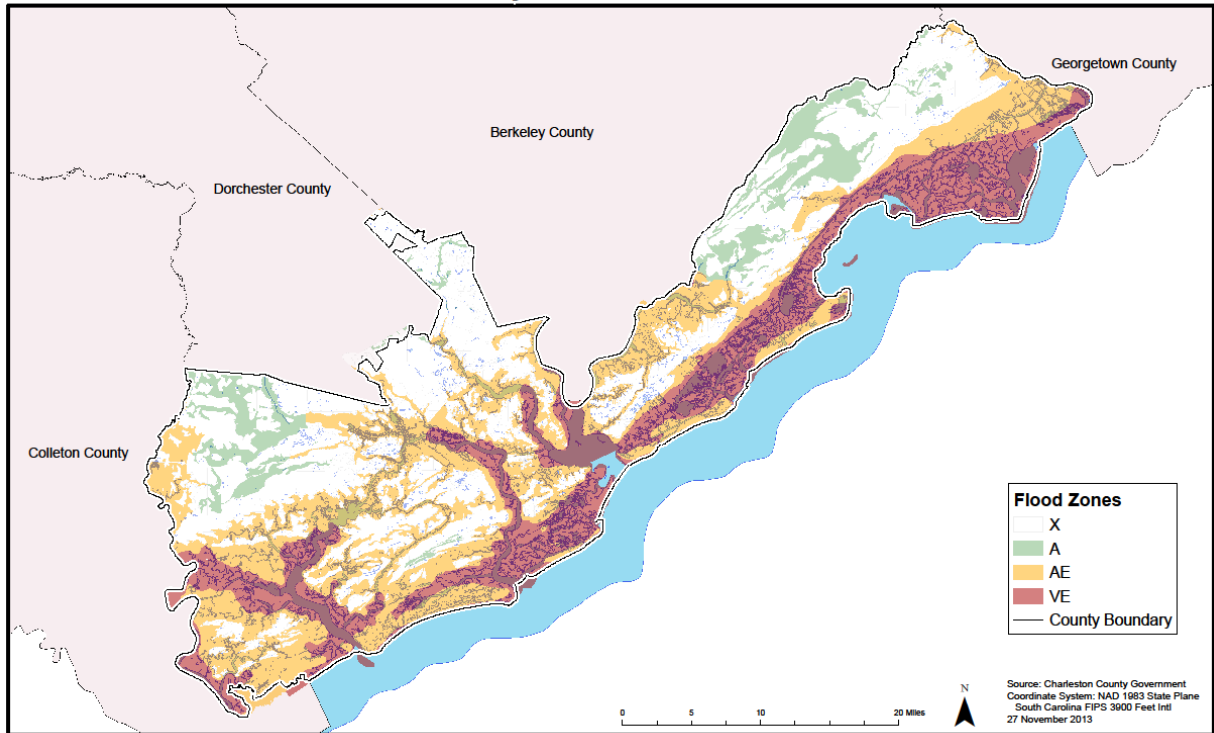 Georgetown County
Berkeley County
Dorchester County
Colleton County
Flood Zones
X
A
AE
VE
County Boundary
Source: Charleston County Government
Coordinate System: NAD 1983 State Plane
South Carolina FIPS 3900 Feet Intl
27 November 2013
N
0 5 10 20 Miles